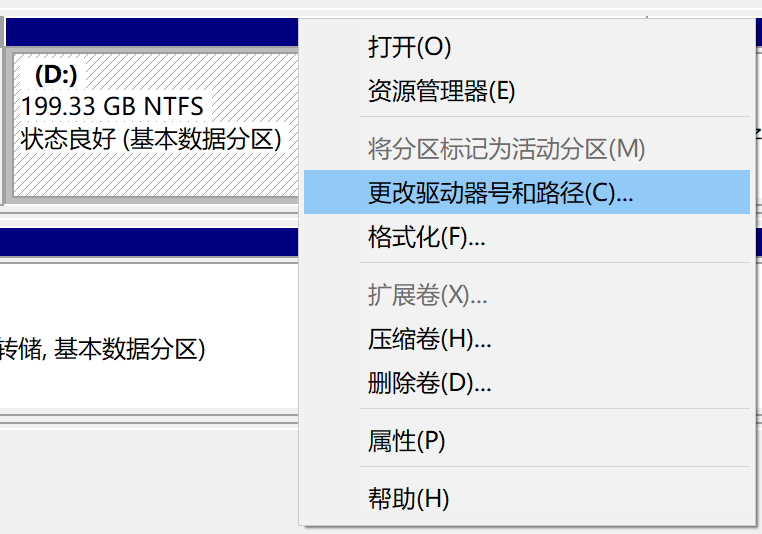 (D:)
199.33 GB NTFS
状态良好 (基本数据分区)
转储, 基本数据分区)
打开(O)
资源管理器(E)
将分区标记为活动分区(M)
更改驱动器号和路径(C)...
格式化(F)...
扩展卷(X)...
压缩卷(H)...
删除卷(D)...
属性(P)
帮助(H)